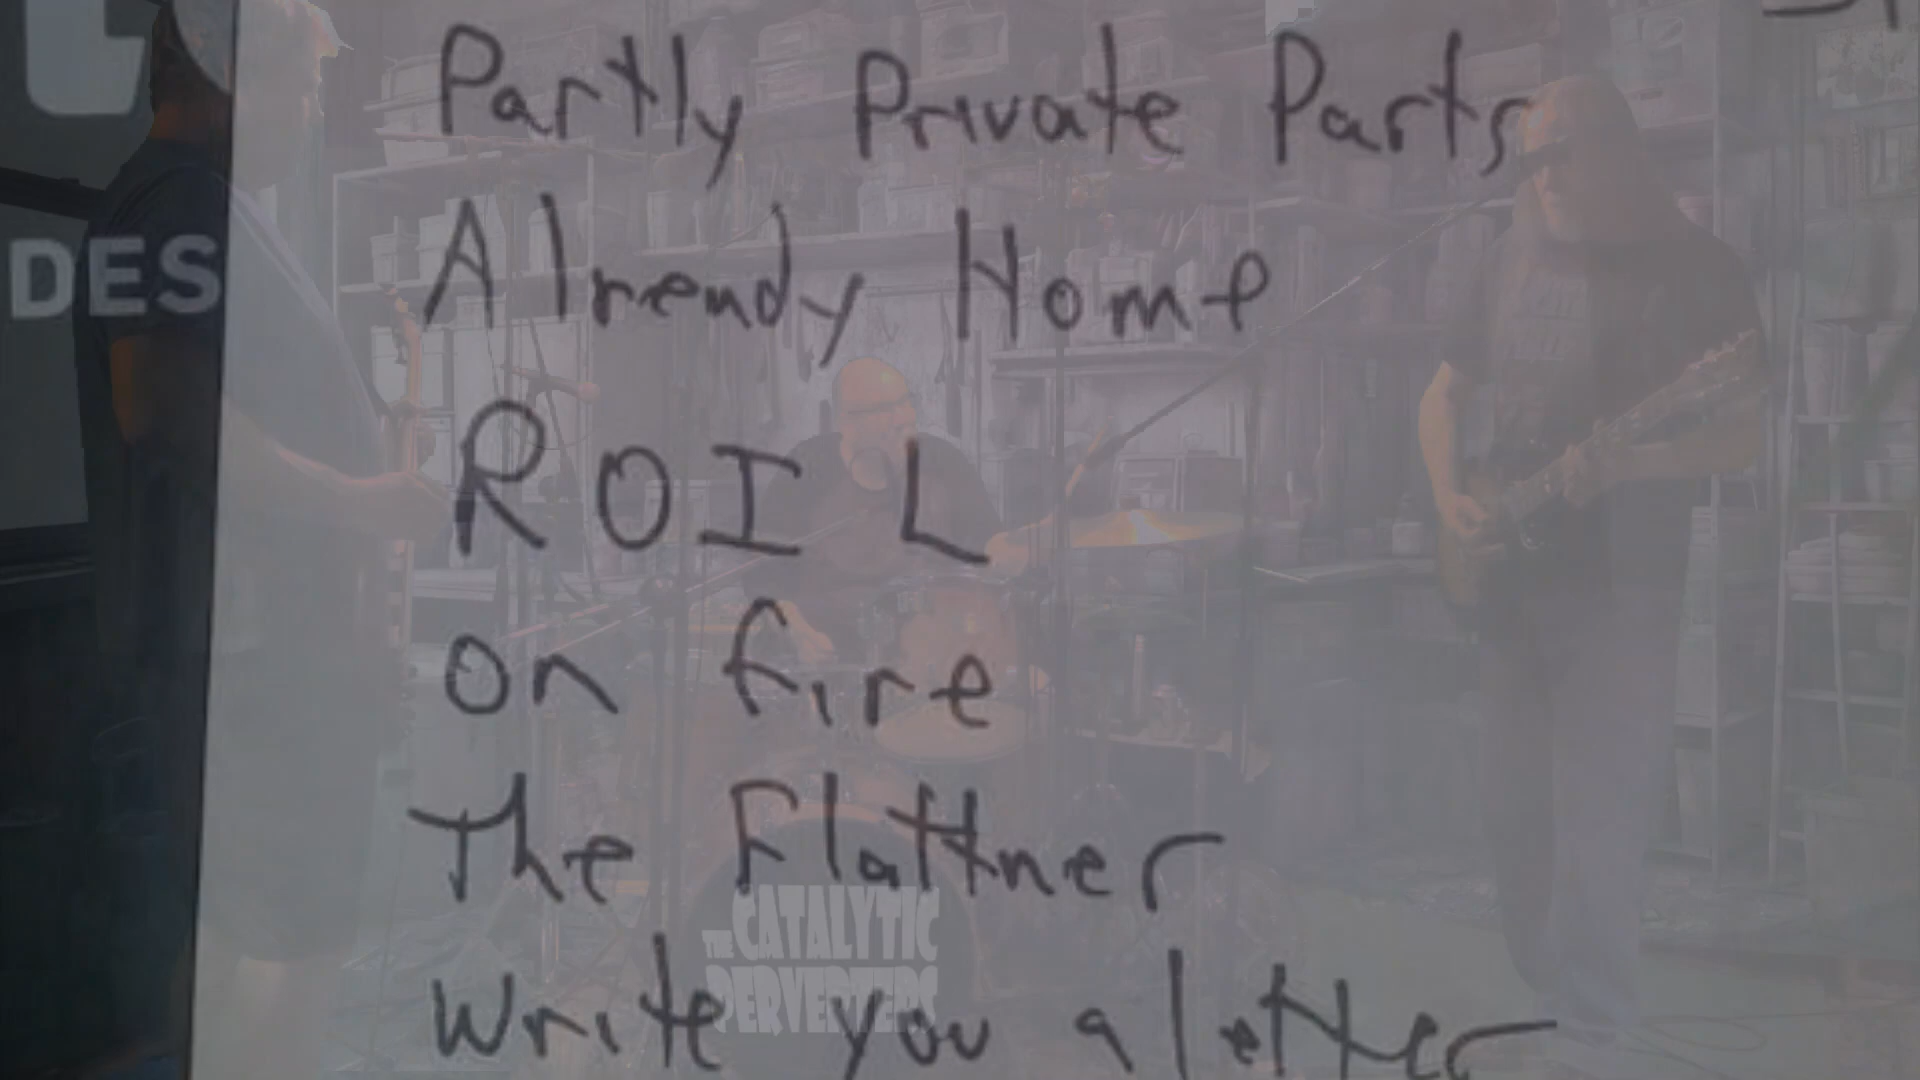 Partly Private Parts
Already Home
DES
ROIL
on fire
The Flattner
THE CATALYTIC
PERVERTERS
Write you a letter